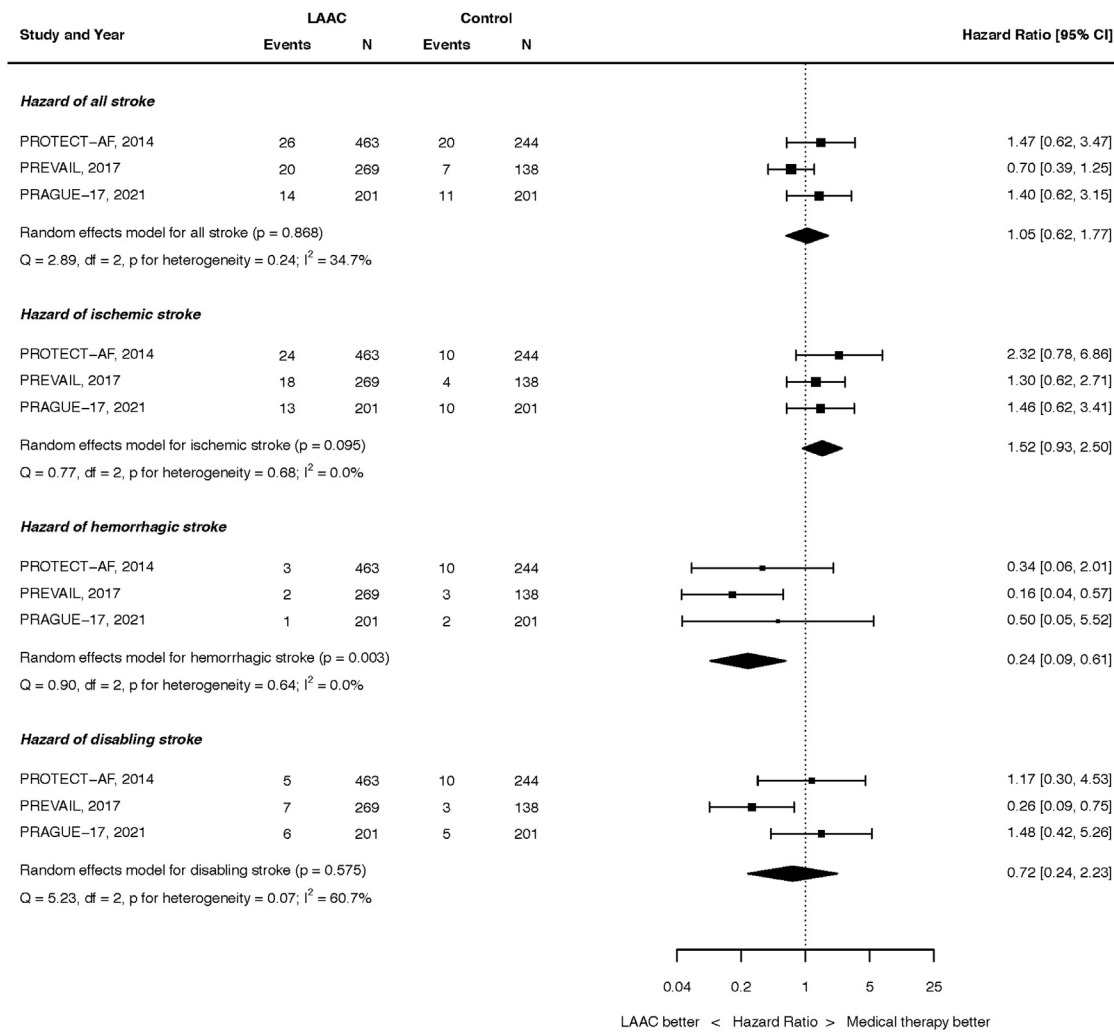 LAAC Control
Study and Year Hazard Ratio [95% CI]
Events N Events N
Hazard of all stroke
PROTECT−AF, 2014 26 463 20 244 1.47 [0.62, 3.47]
PREVAIL, 2017 20 269 7 138 0.70 [0.39, 1.25]
PRAGUE−17, 2021 14 201 11 201 1.40 [0.62, 3.15]
Random effects model for all stroke (p = 0.868) 1.05 [0.62, 1.77]
Q = 2.89, df = 2, p for heterogeneity = 0.24; I² = 34.7%
Hazard of ischemic stroke
PROTECT−AF, 2014 24 463 10 244 2.32 [0.78, 6.86]
PREVAIL, 2017 18 269 4 138 1.30 [0.62, 2.71]
PRAGUE−17, 2021 13 201 10 201 1.46 [0.62, 3.41]
Random effects model for ischemic stroke (p = 0.095) 1.52 [0.93, 2.50]
Q = 0.77, df = 2, p for heterogeneity = 0.68; I² = 0.0%
Hazard of hemorrhagic stroke
PROTECT−AF, 2014 3 463 10 244 0.34 [0.06, 2.01]
PREVAIL, 2017 2 269 3 138 0.16 [0.04, 0.57]
PRAGUE−17, 2021 1 201 2 201 0.50 [0.05, 5.52]
Random effects model for hemorrhagic stroke (p = 0.003) 0.24 [0.09, 0.61]
Q = 0.90, df = 2, p for heterogeneity = 0.64; I² = 0.0%
Hazard of disabling stroke
PROTECT−AF, 2014 5 463 10 244 1.17 [0.30, 4.53]
PREVAIL, 2017 7 269 3 138 0.26 [0.09, 0.75]
PRAGUE−17, 2021 6 201 5 201 1.48 [0.42, 5.26]
Random effects model for disabling stroke (p = 0.575) 0.72 [0.24, 2.23]
Q = 5.23, df = 2, p for heterogeneity = 0.07; I² = 60.7%
0.04 0.2 1 5 25
LAAC better < Hazard Ratio > Medical therapy better